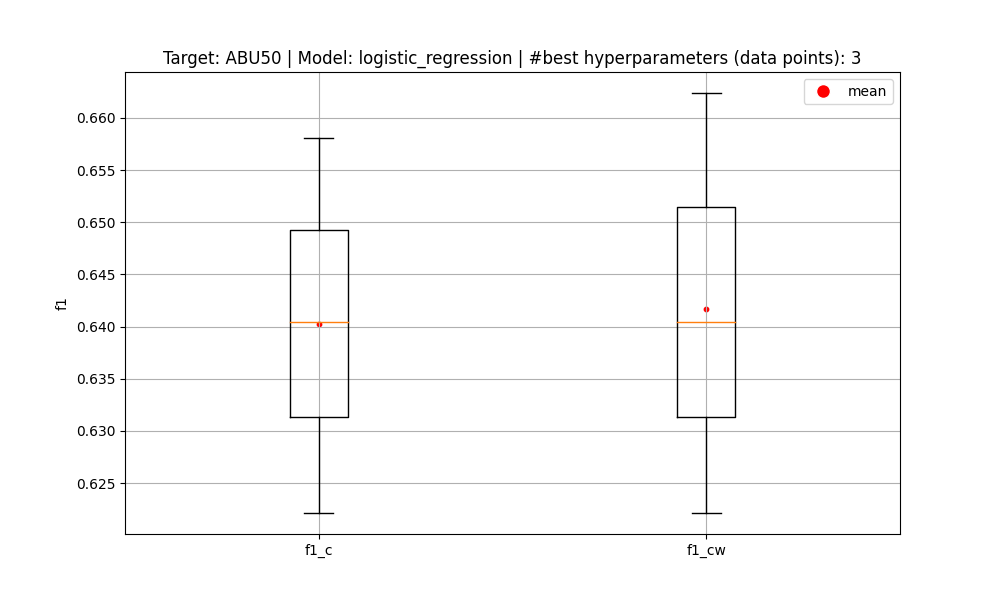 Target: ABU50 | Model: logistic_regression | #best hyperparameters (data points): 3
mean
0.660
0.655
0.650
0.645
0.640
0.635
0.630
0.625
f1
f1_c
f1_cw